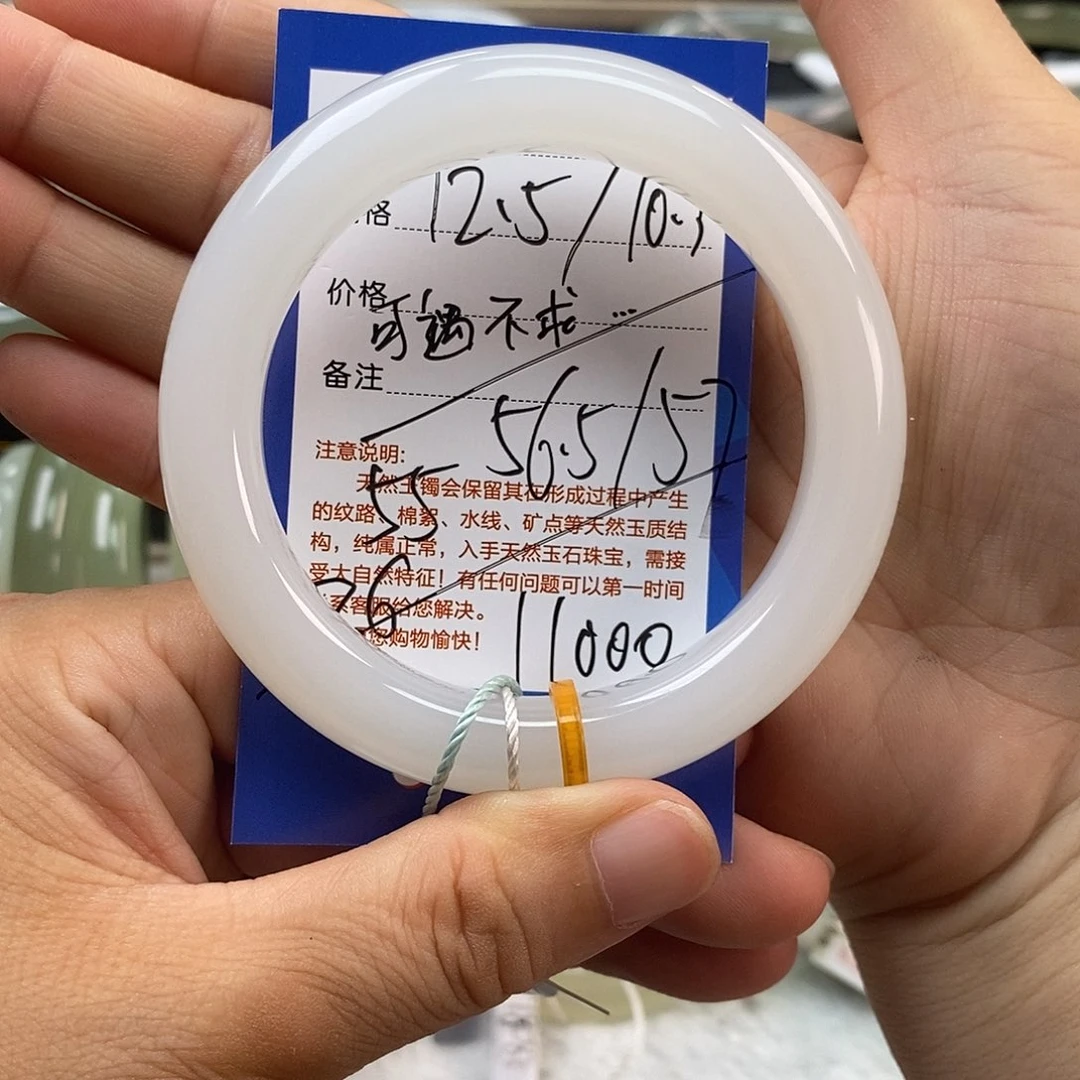 格 12.5/10.5
价格 可遇不求...
备注
56.5/57
注意说明:
55
天然玉镯会保留其在形成过程中产生
的纹路、棉絮、水线、矿点等天然玉质结
构，纯属正常，入手天然玉石珠宝，需接
受大自然特征！有任何问题可以第一时间
系客服给您解决。
76
您购物愉快！
11000